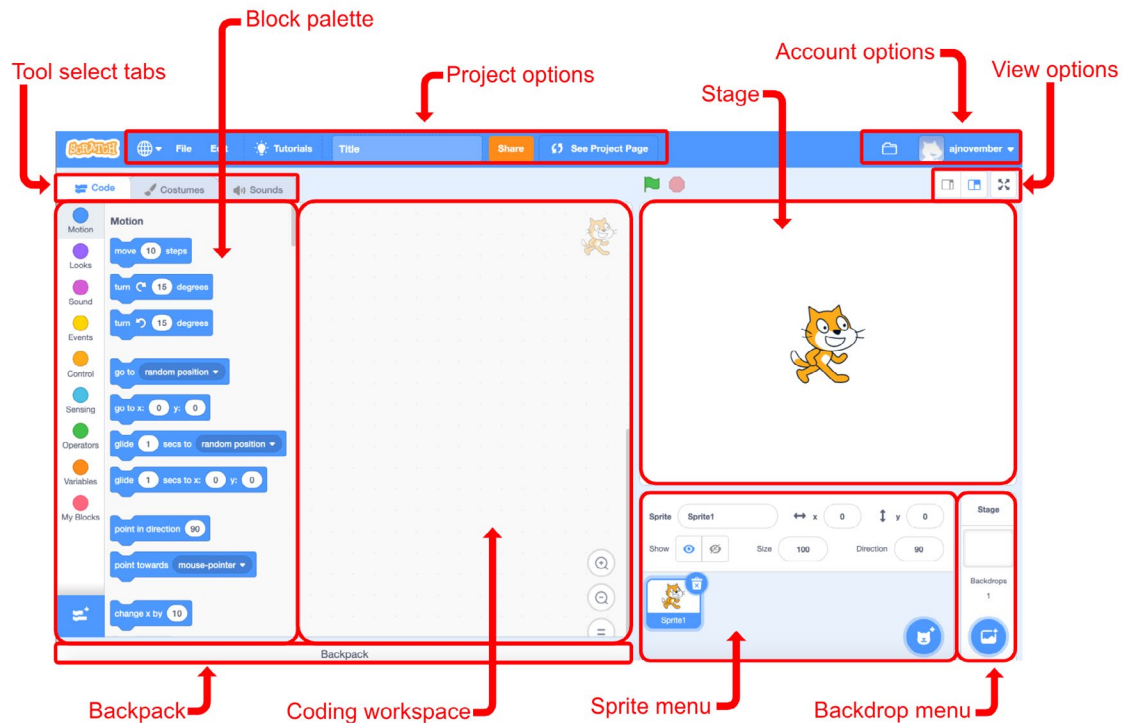 Block palette
Tool select tabs
Project options
Account options
Stage
View options
SCRATCH
File
Edit
Tutorials
Title
Share
See Project Page
ajnovember
Code
Costumes
Sounds
Motion
Looks
Sound
Events
Control
Sensing
Operators
Variables
My Blocks
Motion
move 10 steps
turn 15 degrees
turn 15 degrees
go to random position
go to x: 0 y: 0
glide 1 secs to random position
glide 1 secs to x: 0 y: 0
point in direction 90
point towards mouse-pointer
change x by 10
Sprite Sprite1 x 0 y 0
Show Size 100 Direction 90
Sprite1
Stage
Backdrops
1
Backpack
Backpack
Coding workspace
Sprite menu
Backdrop menu